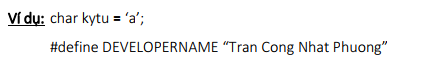 Ví dụ: char kytu = ‘a’;
#define DEVELOPERNAME “Tran Cong Nhat Phuong”